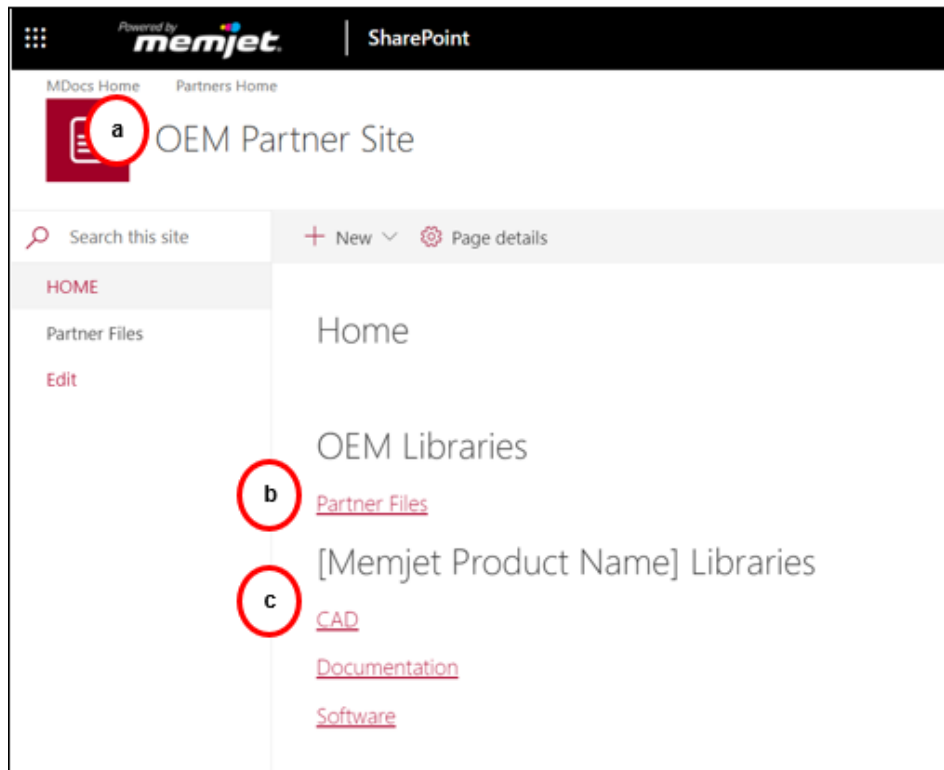 Powered by
memjet. SharePoint
MDocs Home Partners Home
a
OEM Partner Site
Search this site
New Page details
HOME
Partner Files
Edit
Home
OEM Libraries
b
Partner Files
[Memjet Product Name] Libraries
c
CAD
Documentation
Software